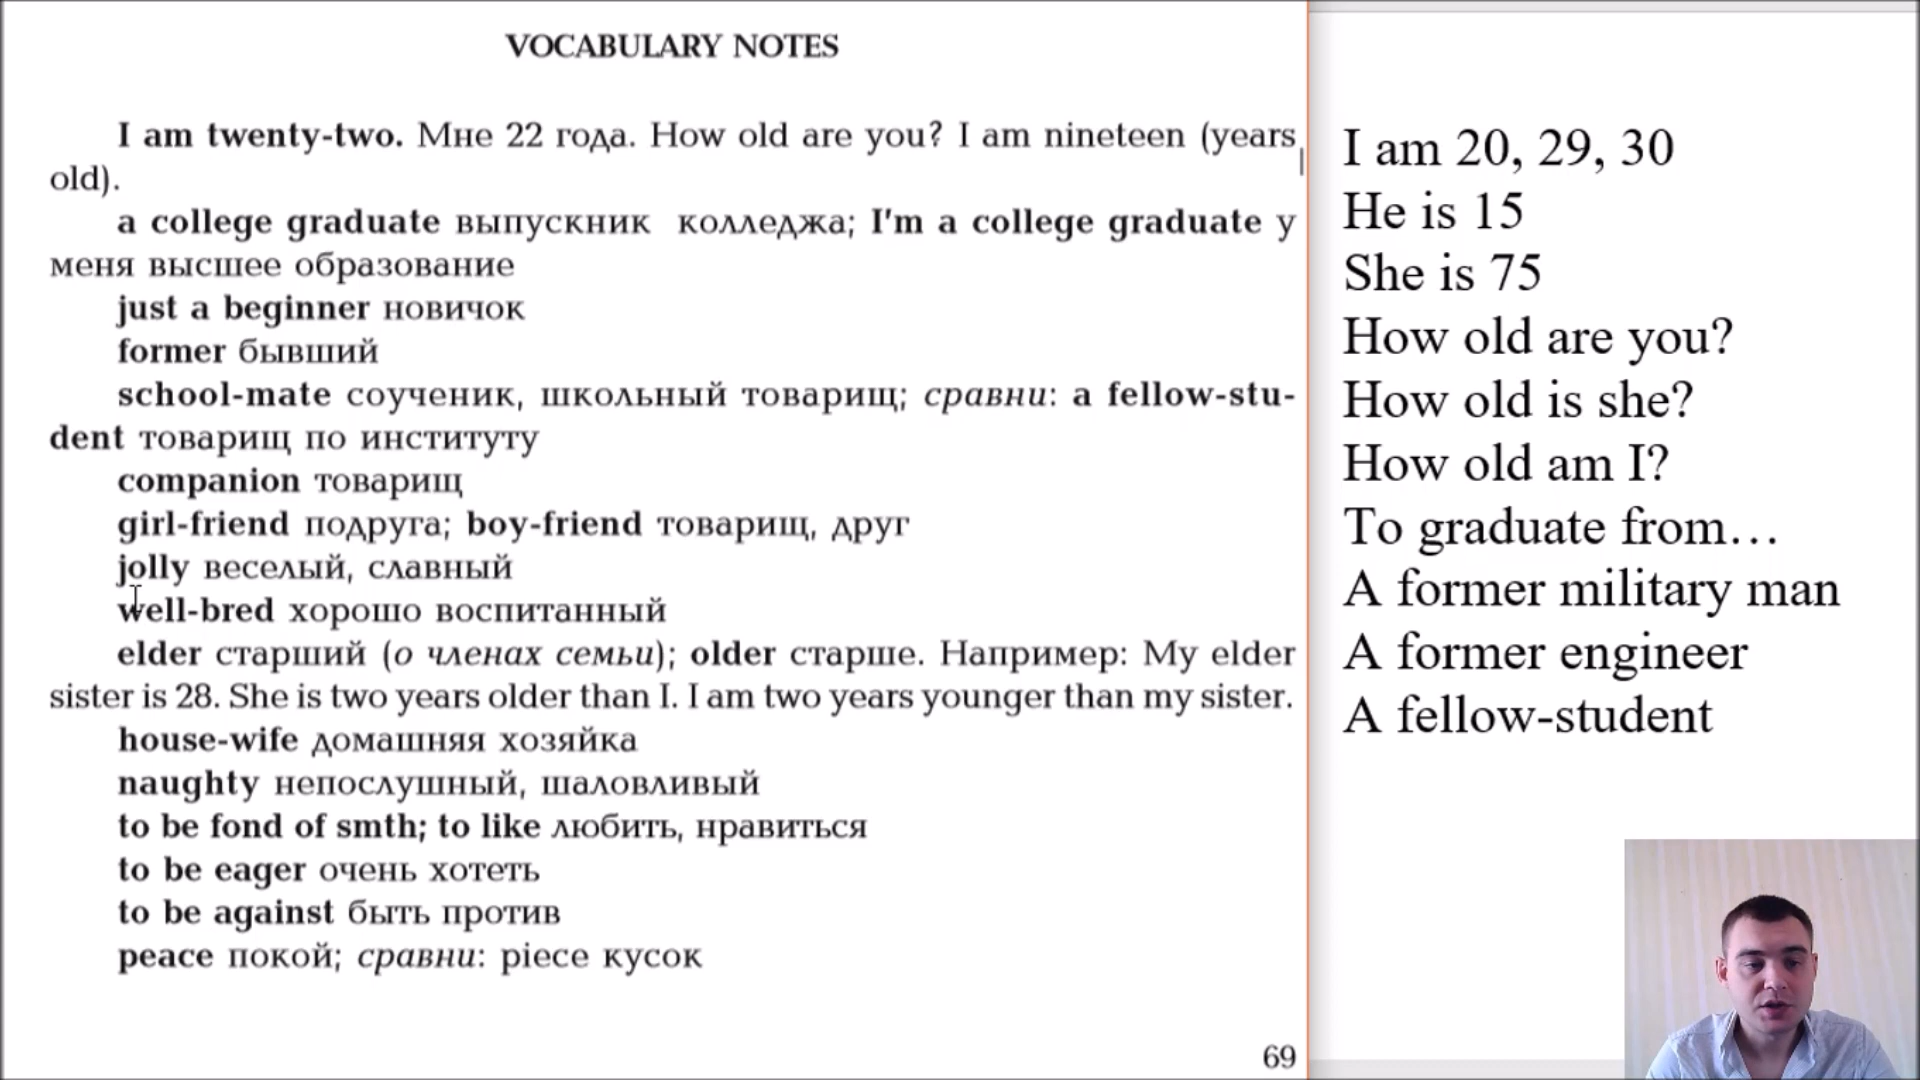 VOCABULARY NOTES
I am twenty-two. Мне 22 года. How old are you? I am nineteen (years
old).
a college graduate выпускник колледжа; I'm a college graduate у
меня высшее образование
just a beginner новичок
former бывший
school-mate соученик, школьный товарищ; сравни: a fellow-stu-
dent товарищ по институту
companion товарищ
girl-friend подруга; boy-friend товарищ, друг
jolly веселый, славный
well-bred хорошо воспитанный
elder старший (о членах семьи); older старше. Например: My elder
sister is 28. She is two years older than I. I am two years younger than my sister.
house-wife домашняя хозяйка
naughty непослушный, шаловливый
to be fond of smth; to like любить, нравиться
to be eager очень хотеть
to be against быть против
peace покой; сравни: piece кусок
69
I am 20, 29, 30
He is 15
She is 75
How old are you?
How old is she?
How old am I?
To graduate from…
A former military man
A former engineer
A fellow-student